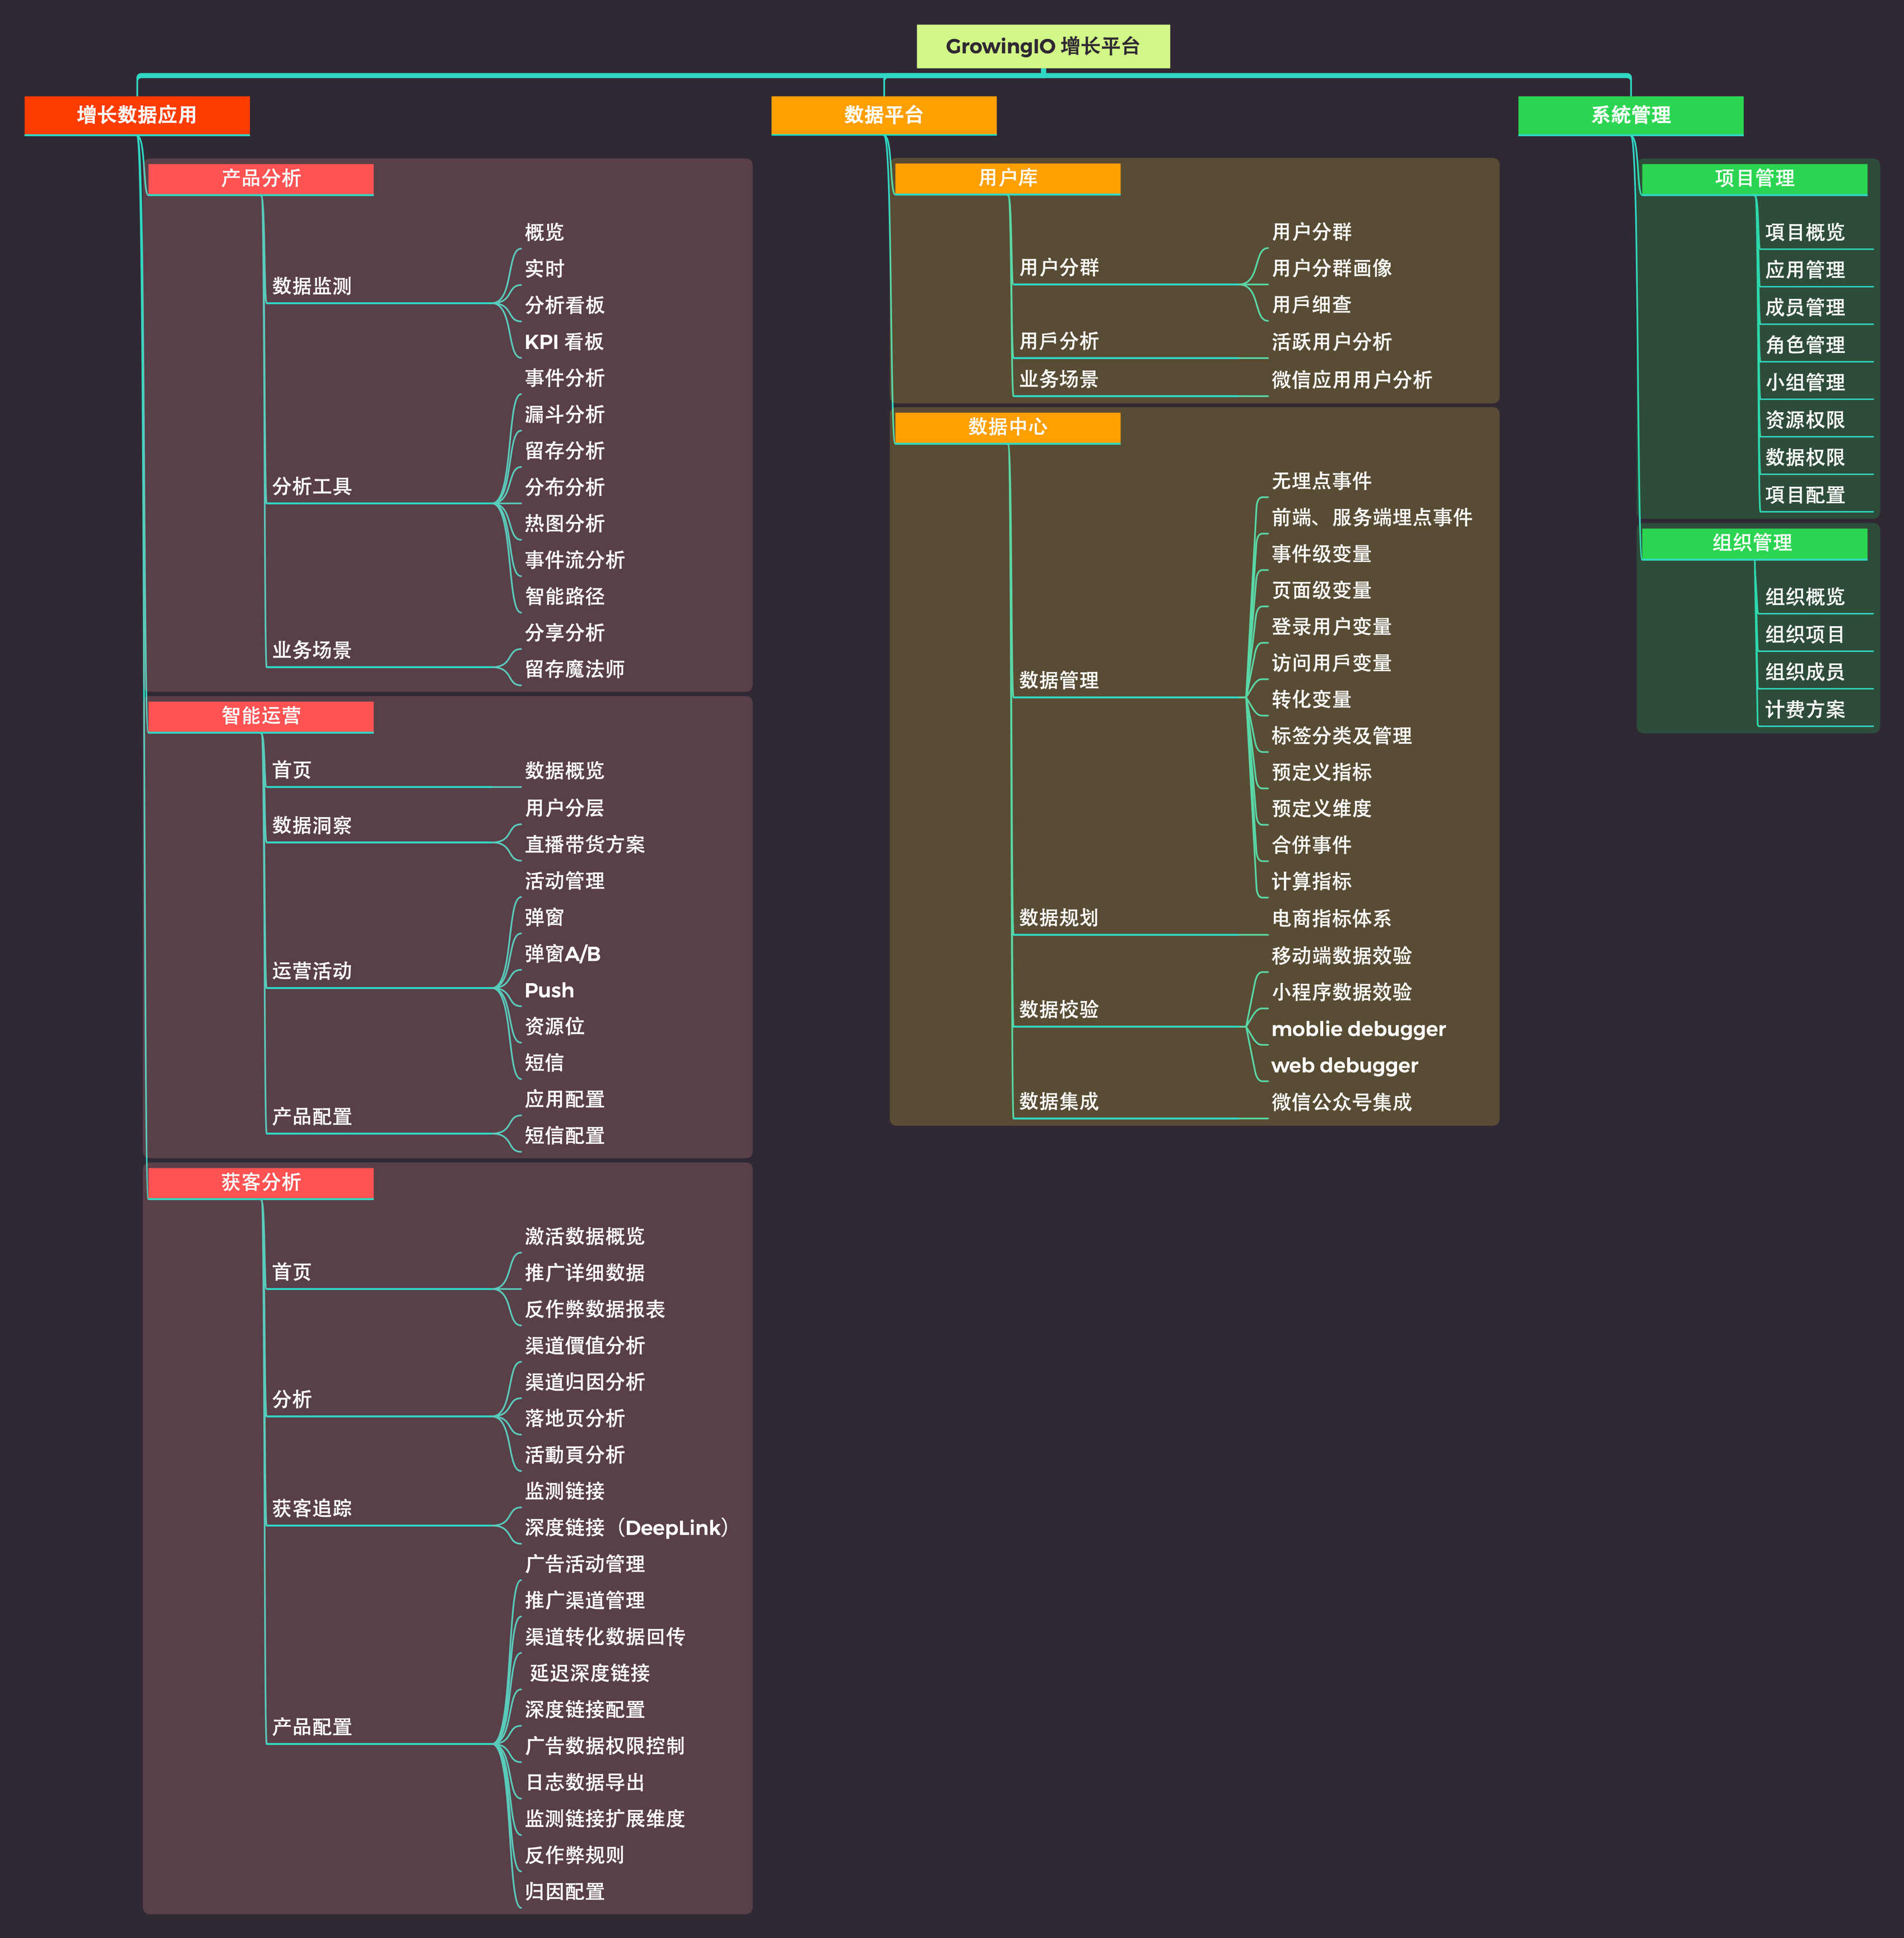 GrowingIO 增长平台
增长数据应用
产品分析
数据监测
概览
实时
分析看板
KPI 看板
分析工具
事件分析
漏斗分析
留存分析
分布分析
热图分析
事件流分析
智能路径
业务场景
分享分析
留存魔法师
智能运营
首页
数据概览
数据洞察
用户分层
直播带货方案
运营活动
活动管理
弹窗
弹窗A/B
Push
资源位
短信
产品配置
应用配置
短信配置
获客分析
首页
激活数据概览
推广详细数据
反作弊数据报表
分析
渠道價值分析
渠道归因分析
落地页分析
活動頁分析
获客追踪
监测链接
深度链接（DeepLink）
产品配置
广告活动管理
推广渠道管理
渠道转化数据回传
延迟深度链接
深度链接配置
广告数据权限控制
日志数据导出
监测链接扩展维度
反作弊规则
归因配置
数据平台
用户库
用户分群
用户分群
用户分群画像
用戶细查
用戶分析
活跃用户分析
业务场景
微信应用用户分析
数据中心
数据管理
无埋点事件
前端、服务端埋点事件
事件级变量
页面级变量
登录用户变量
访问用戶变量
转化变量
标签分类及管理
预定义指标
预定义维度
合併事件
计算指标
数据规划
电商指标体系
数据校验
移动端数据效验
小程序数据效验
moblie debugger
web debugger
数据集成
微信公众号集成
系統管理
项目管理
項目概览
应用管理
成员管理
角色管理
小组管理
资源权限
数据权限
項目配置
组织管理
组织概览
组织项目
组织成员
计费方案